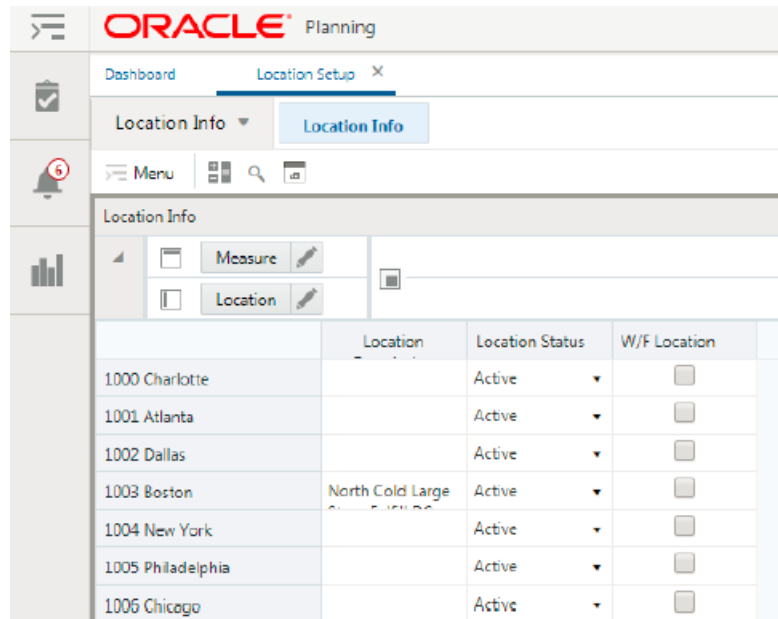 ORACLE Planning
Dashboard Location Setup ×
Location Info Location Info
6
Menu
Location Info
Measure
Location
Location Location Status W/F Location
1000 Charlotte Active
1001 Atlanta Active
1002 Dallas Active
1003 Boston North Cold Large Active
1004 New York Active
1005 Philadelphia Active
1006 Chicago Active